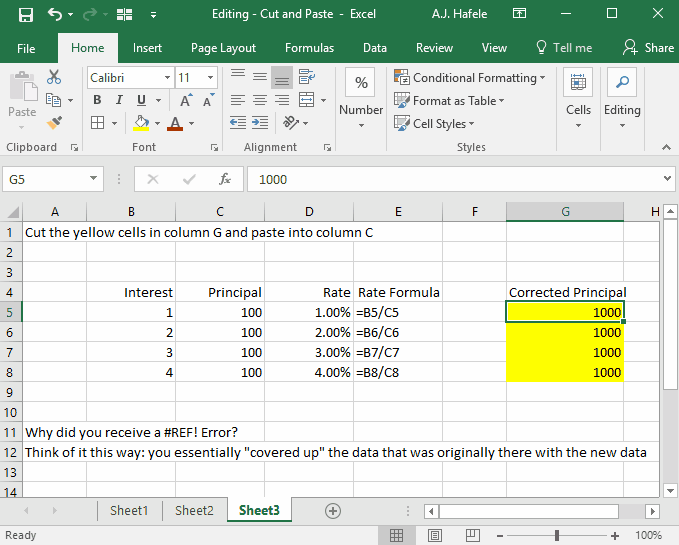 Editing - Cut and Paste - Excel A.J. Hafele
File Home Insert Page Layout Formulas Data Review View Tell me Share
Calibri 11 % Conditional Formatting
Paste B I U A A Number Format as Table Cells Editing
A Cell Styles
Clipboard Font Alignment Styles
G5 fx 1000
A B C D E F G H
1 Cut the yellow cells in column G and paste into column C
2
3
4 Interest Principal Rate Rate Formula Corrected Principal
5 1 100 1.00% =B5/C5 1000
6 2 100 2.00% =B6/C6 1000
7 3 100 3.00% =B7/C7 1000
8 4 100 4.00% =B8/C8 1000
9
10
11 Why did you receive a #REF! Error?
12 Think of it this way: you essentially "covered up" the data that was originally there with the new data
13
14
Sheet1 Sheet2 Sheet3
Ready 100%